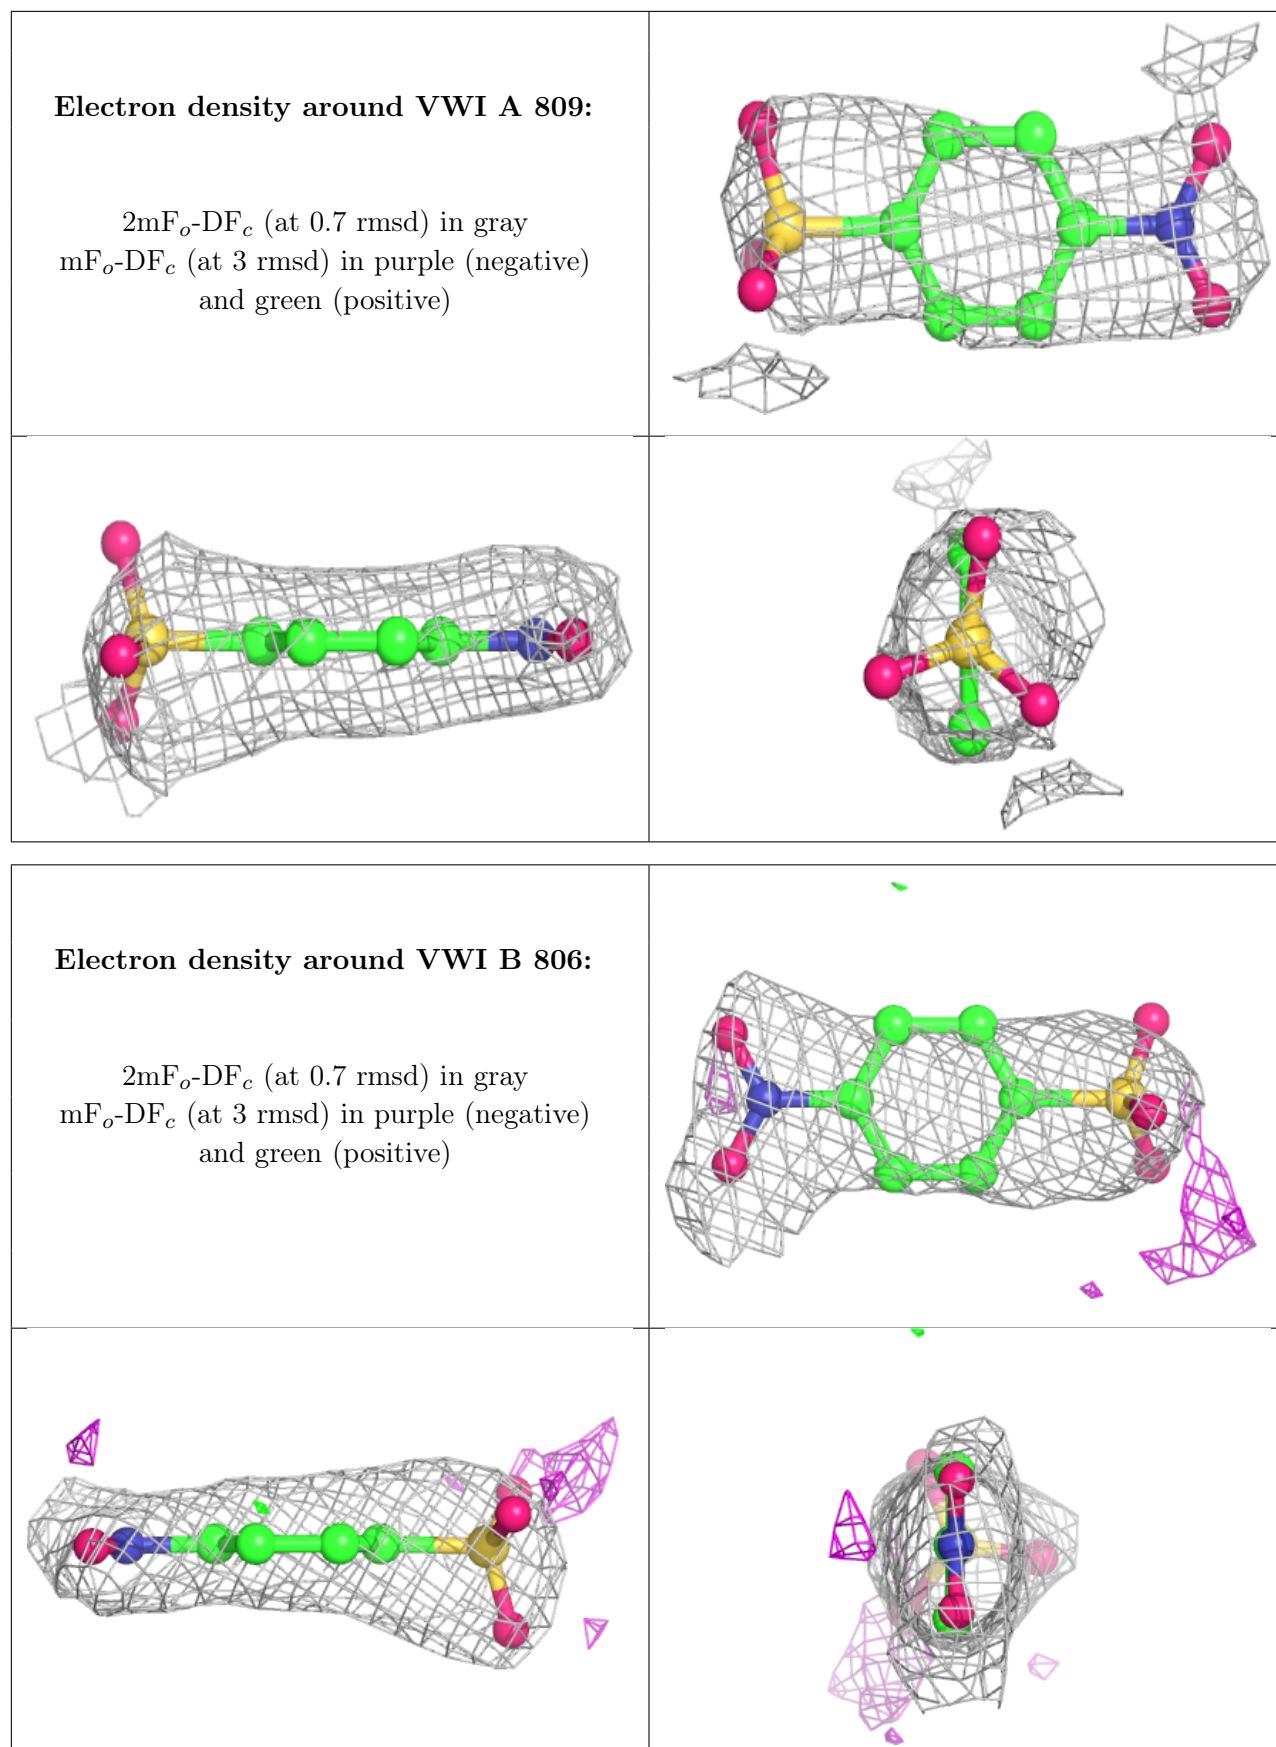 Electron density around VWI A 809:
2mFo-DFc (at 0.7 rmsd) in gray
mFo-DFc (at 3 rmsd) in purple (negative)
and green (positive)
Electron density around VWI B 806:
2mFo-DFc (at 0.7 rmsd) in gray
mFo-DFc (at 3 rmsd) in purple (negative)
and green (positive)